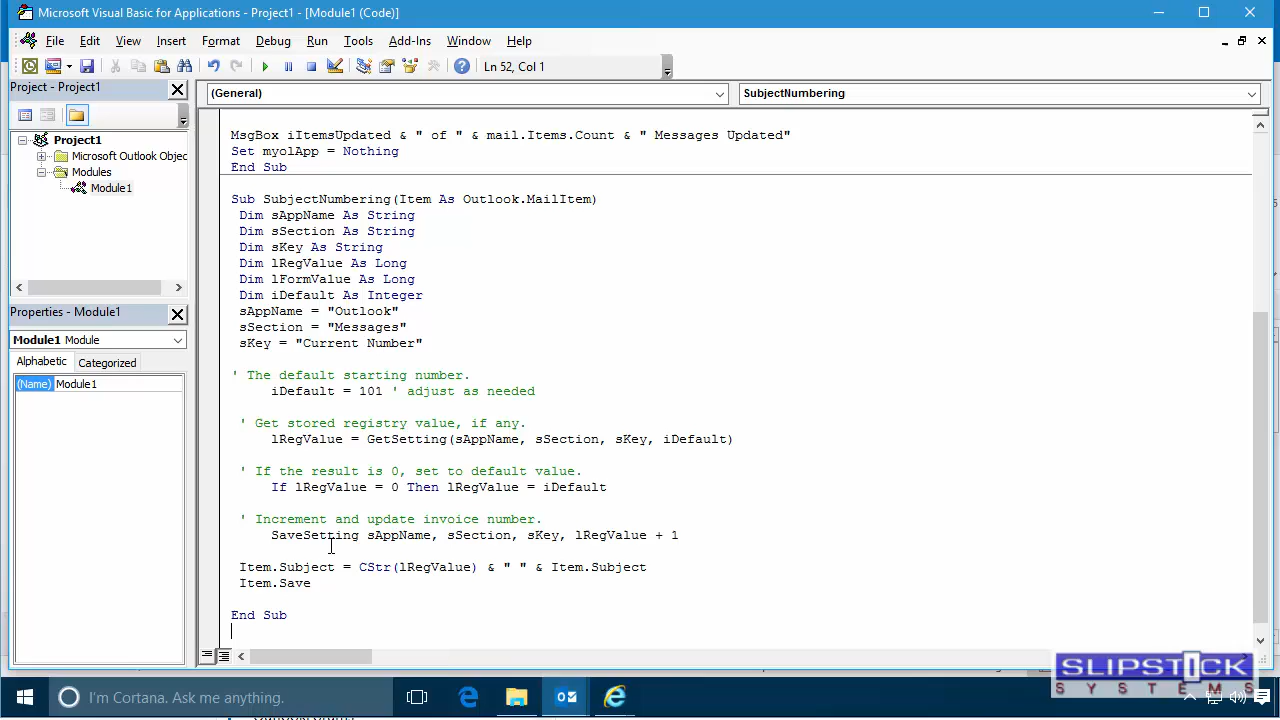 Microsoft Visual Basic for Applications - Project1 - [Module1 (Code)]
File Edit View Insert Format Debug Run Tools Add-Ins Window Help
Ln 52, Col 1
Project - Project1
Project1
Microsoft Outlook Objec
Modules
Module1
Properties - Module1
Module1 Module
Alphabetic Categorized
(Name) Module1
(General) SubjectNumbering
MsgBox iItemsUpdated & " of " & mail.Items.Count & " Messages Updated"
Set myolApp = Nothing
End Sub
Sub SubjectNumbering(Item As Outlook.MailItem)
Dim sAppName As String
Dim sSection As String
Dim sKey As String
Dim lRegValue As Long
Dim lFormValue As Long
Dim iDefault As Integer
sAppName = "Outlook"
sSection = "Messages"
sKey = "Current Number"
' The default starting number.
iDefault = 101 ' adjust as needed
' Get stored registry value, if any.
lRegValue = GetSetting(sAppName, sSection, sKey, iDefault)
' If the result is 0, set to default value.
If lRegValue = 0 Then lRegValue = iDefault
' Increment and update invoice number.
SaveSetting sAppName, sSection, sKey, lRegValue + 1
Item.Subject = CStr(lRegValue) & " " & Item.Subject
Item.Save
End Sub
SLIPSTICK
SYSTEMS
I'm Cortana. Ask me anything.